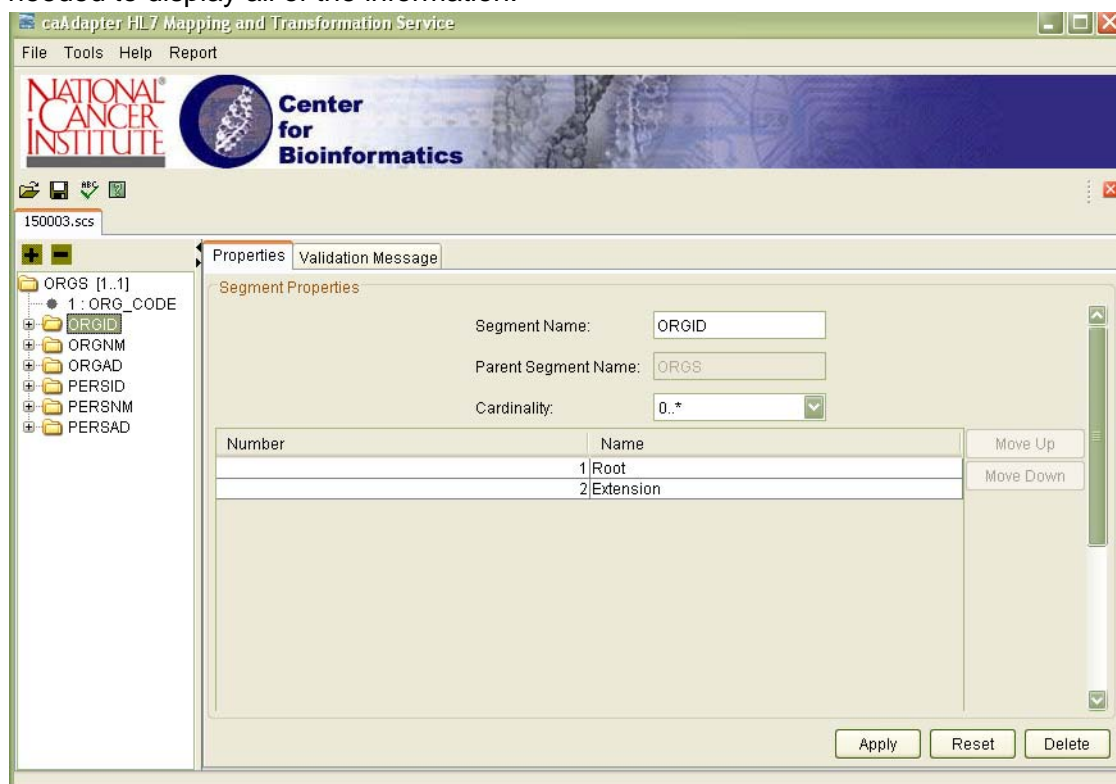 needed to display all of the information.
caAdapter HL7 Mapping and Transformation Service
File Tools Help Report
NATIONAL®
CANCER
INSTITUTE
Center
for
Bioinformatics
ABC
150003.scs
Properties Validation Message
ORGS [1..1]
1 : ORG_CODE
ORGID
ORGNM
ORGAD
PERSID
PERSNM
PERSAD
Segment Properties
Segment Name: ORGID
Parent Segment Name: ORGS
Cardinality: 0..*
Number Name
1 Root
2 Extension
Move Up
Move Down
Apply Reset Delete